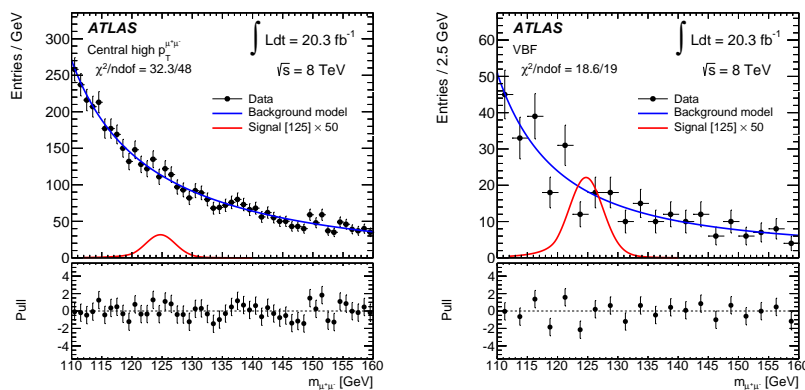 ATLAS
Central high p_T^{μ+μ-}
χ²/ndof = 32.3/48
∫ Ldt = 20.3 fb⁻¹
√s = 8 TeV
Data
Background model
Signal [125] × 50
Entries / GeV
300
250
200
150
100
50
0
Pull
4
2
0
-2
-4
110 115 120 125 130 135 140 145 150 155 160
m_{μ+μ-} [GeV]
ATLAS
VBF
χ²/ndof = 18.6/19
∫ Ldt = 20.3 fb⁻¹
√s = 8 TeV
Data
Background model
Signal [125] × 50
Entries / 2.5 GeV
60
50
40
30
20
10
0
Pull
4
2
0
-2
-4
110 115 120 125 130 135 140 145 150 155 160
m_{μ+μ-} [GeV]